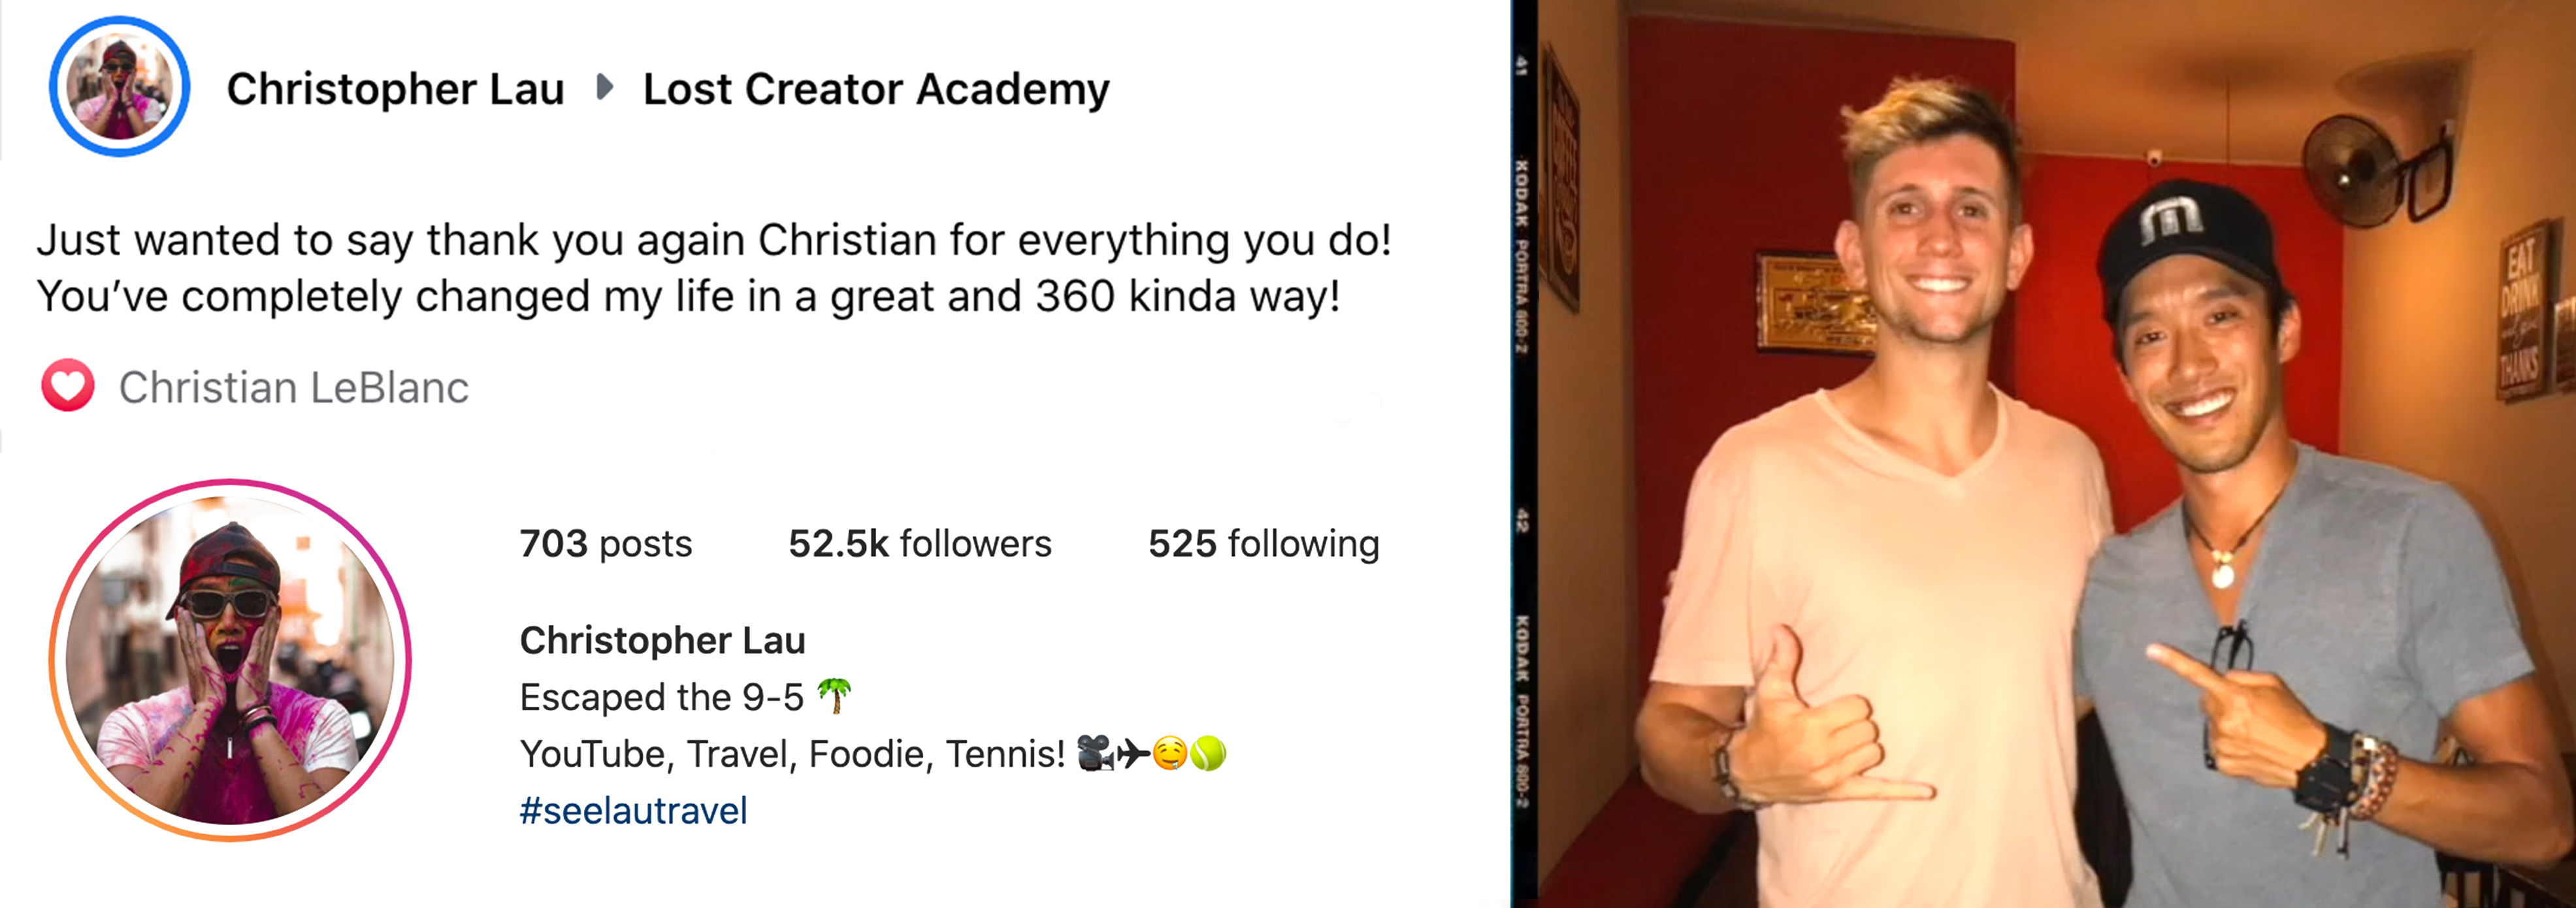 Christopher Lau ▸ Lost Creator Academy
Just wanted to say thank you again Christian for everything you do!
You've completely changed my life in a great and 360 kinda way!
Christian LeBlanc
703 posts 52.5k followers 525 following
Christopher Lau
Escaped the 9-5 🌴
YouTube, Travel, Foodie, Tennis! 🎥✈🤤🎾
#seelautravel
41
KODAK PORTRA 800-2
42
KODAK PORTRA 800-2
EAT
DRINK
THANKS